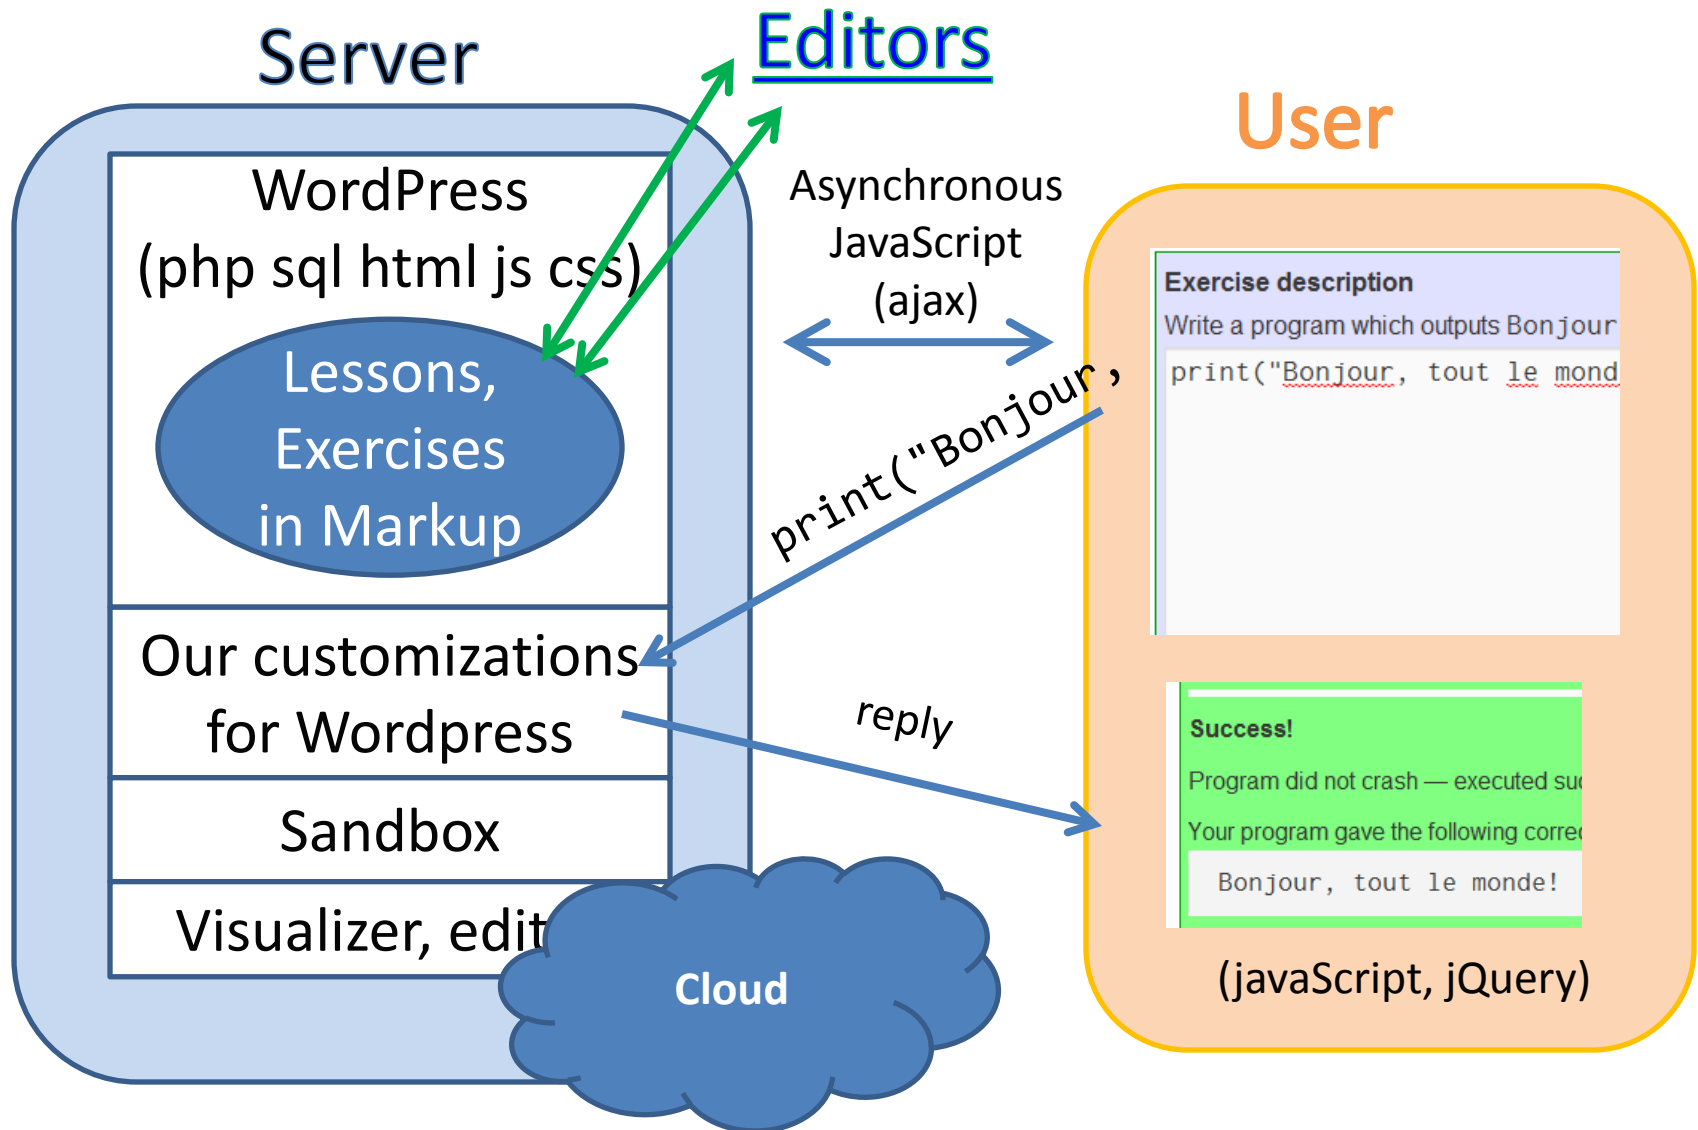 Server
Editors
User
WordPress
(php sql html js css)
Lessons,
Exercises
in Markup
Our customizations
for Wordpress
Sandbox
Visualizer, edit
Cloud
Asynchronous
JavaScript
(ajax)
print("Bonjour,
reply
Exercise description
Write a program which outputs Bonjour
print("Bonjour, tout le mond
Success!
Program did not crash — executed suc
Your program gave the following correc
Bonjour, tout le monde!
(javaScript, jQuery)